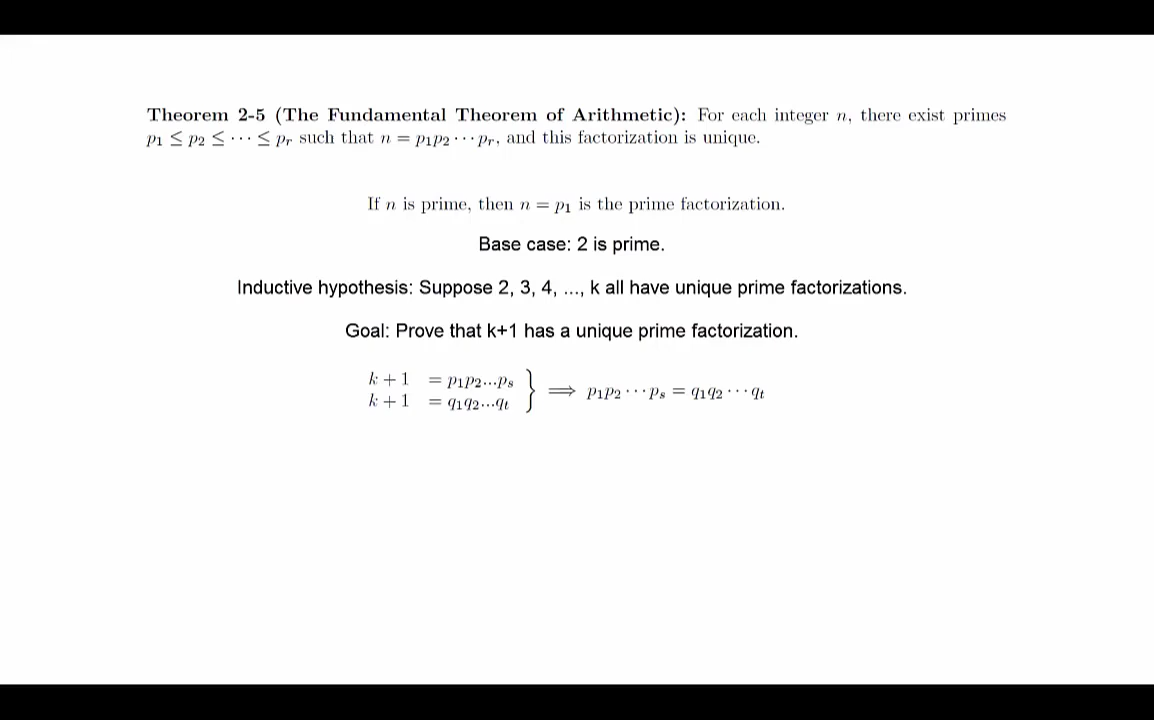 Theorem 2-5 (The Fundamental Theorem of Arithmetic): For each integer n, there exist primes
p₁ ≤ p₂ ≤ ⋯ ≤ pᵣ such that n = p₁p₂⋯pᵣ, and this factorization is unique.
If n is prime, then n = p₁ is the prime factorization.
Base case: 2 is prime.
Inductive hypothesis: Suppose 2, 3, 4, ..., k all have unique prime factorizations.
Goal: Prove that k+1 has a unique prime factorization.
k + 1 = p₁p₂...pₛ
k + 1 = q₁q₂...qₜ } ⟹ p₁p₂⋯pₛ = q₁q₂⋯qₜ